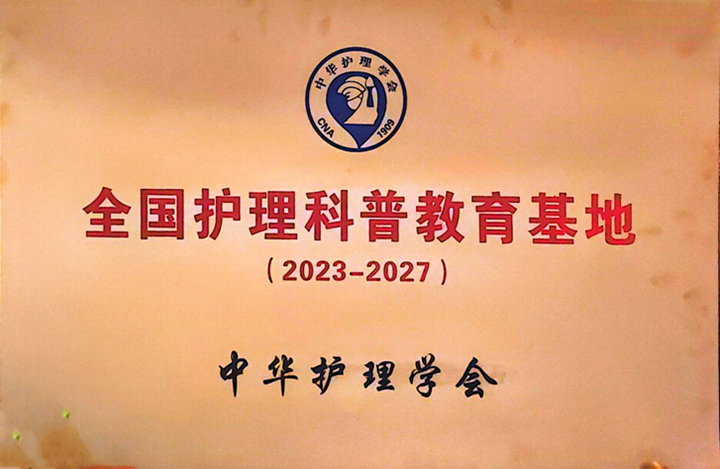 中华护理学会
CNA 1909
全国护理科普教育基地
（2023-2027）
中华护理学会